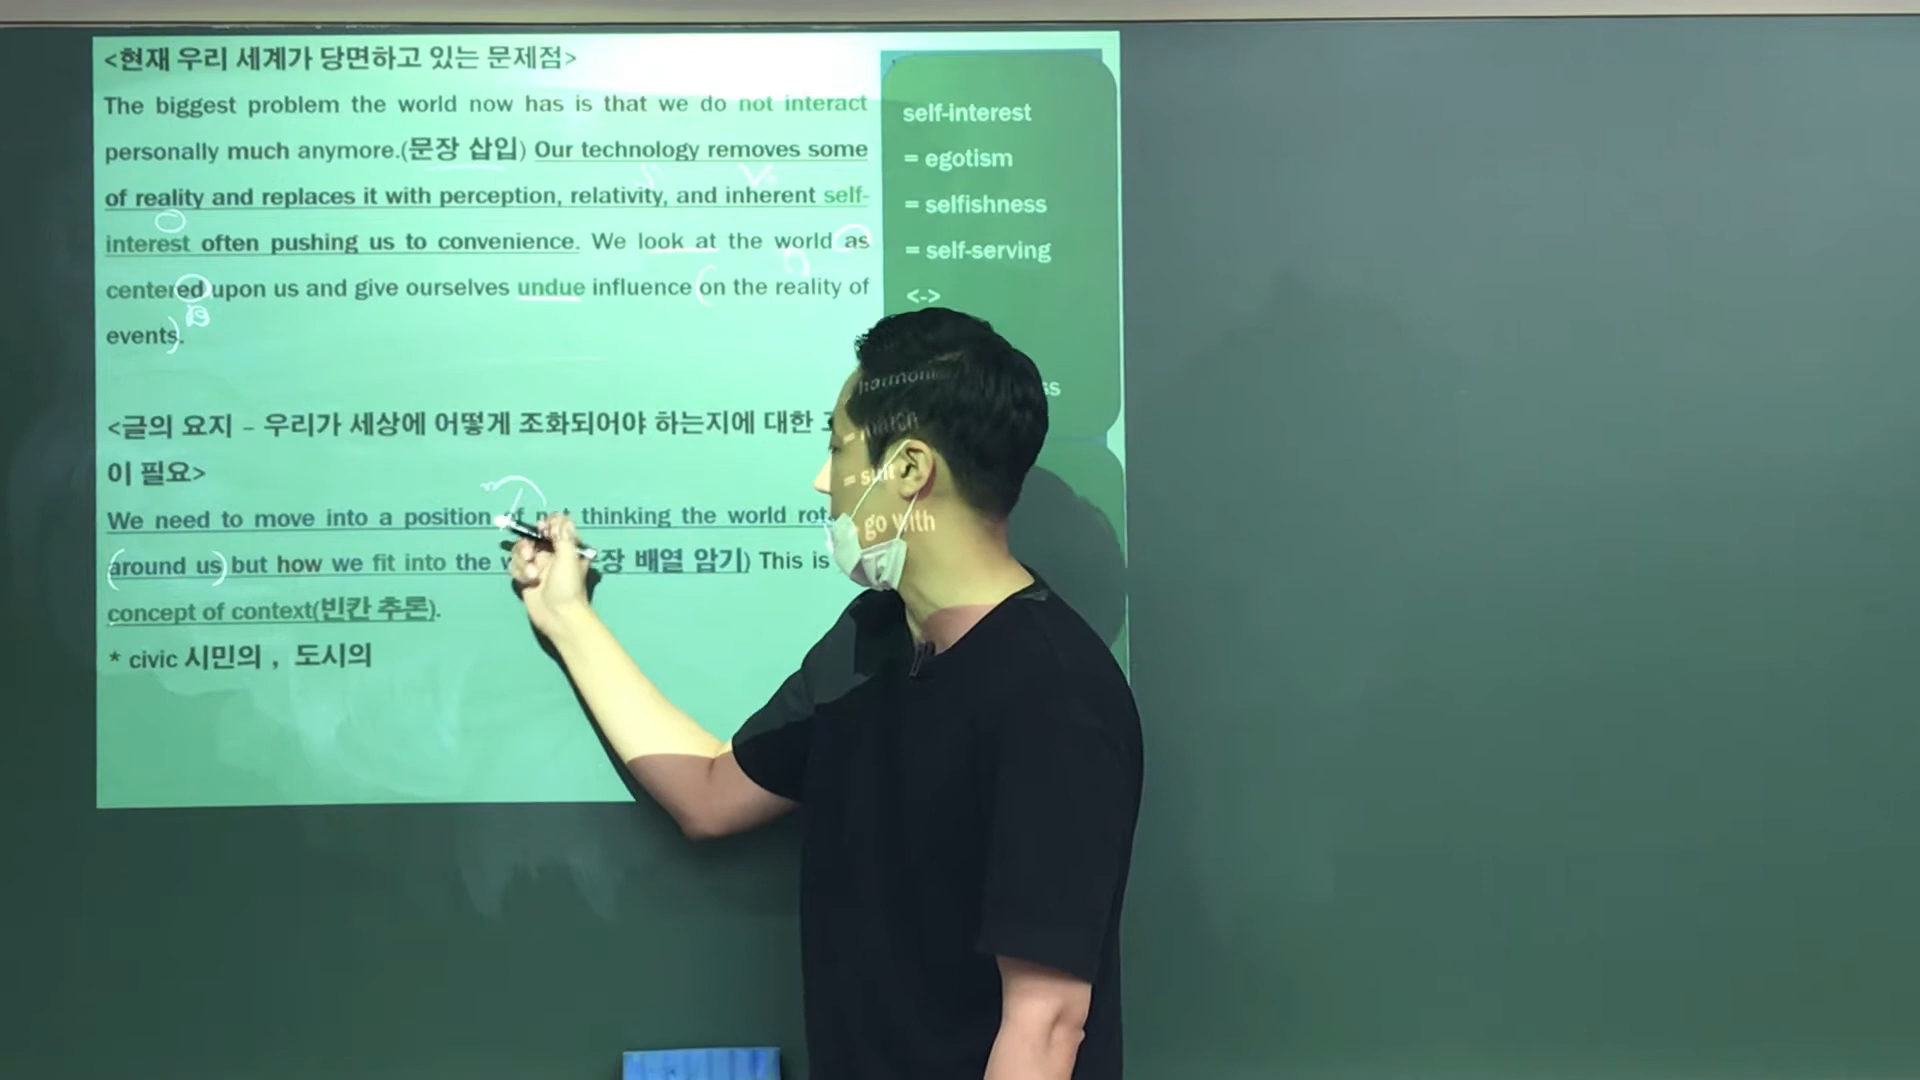 <현재 우리 세계가 당면하고 있는 문제점>
The biggest problem the world now has is that we do not interact
personally much anymore.(문장 삽입) Our technology removes some
of reality and replaces it with perception, relativity, and inherent self-
interest often pushing us to convenience. We look at the world as
centered upon us and give ourselves undue influence on the reality of
events).
<글의 요지 – 우리가 세상에 어떻게 조화되어야 하는지에 대한
이 필요>
We need to move into a position of not thinking the world
(around us) but how we fit into the 배열 암기) This is
concept of context(빈칸 추론).
* civic 시민의 , 도시의
self-interest
= egotism
= selfishness
= self-serving
<->
= match
= suit
go with